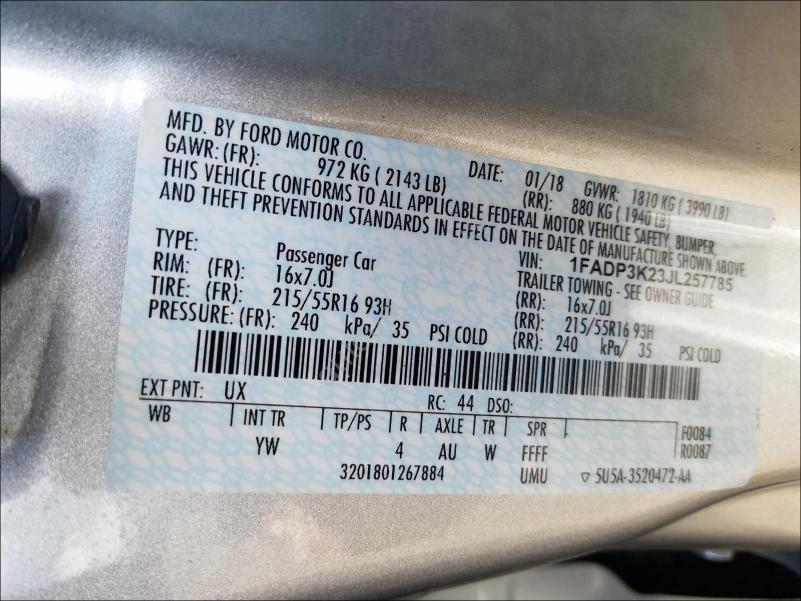 MFD. BY FORD MOTOR CO.
DATE: 01/18 GVWR: 1810 KG ( 3990 LB)
GAWR: (FR): 972 KG ( 2143 LB) (RR): 880 KG ( 1940 LB)
THIS VEHICLE CONFORMS TO ALL APPLICABLE FEDERAL MOTOR VEHICLE SAFETY, BUMPER,
AND THEFT PREVENTION STANDARDS IN EFFECT ON THE DATE OF MANUFACTURE SHOWN ABOVE.
VIN: 1FADP3K23JL257785
TYPE: Passenger Car TRAILER TOWING - SEE OWNER GUIDE
RIM: (FR): 16x7.0J (RR): 16x7.0J
TIRE: (FR): 215/55R16 93H (RR): 215/55R16 93H
PRESSURE: (FR): 240 kPa/ 35 PSI COLD (RR): 240 kPa/ 35 PSI COLD
EXT PNT: UX RC: 44 DSO:
WB INT TR TP/PS R AXLE TR SPR F0084
YW 4 AU W FFFF R0087
3201801267884 UMU ▽ 5U5A-3520472-AA